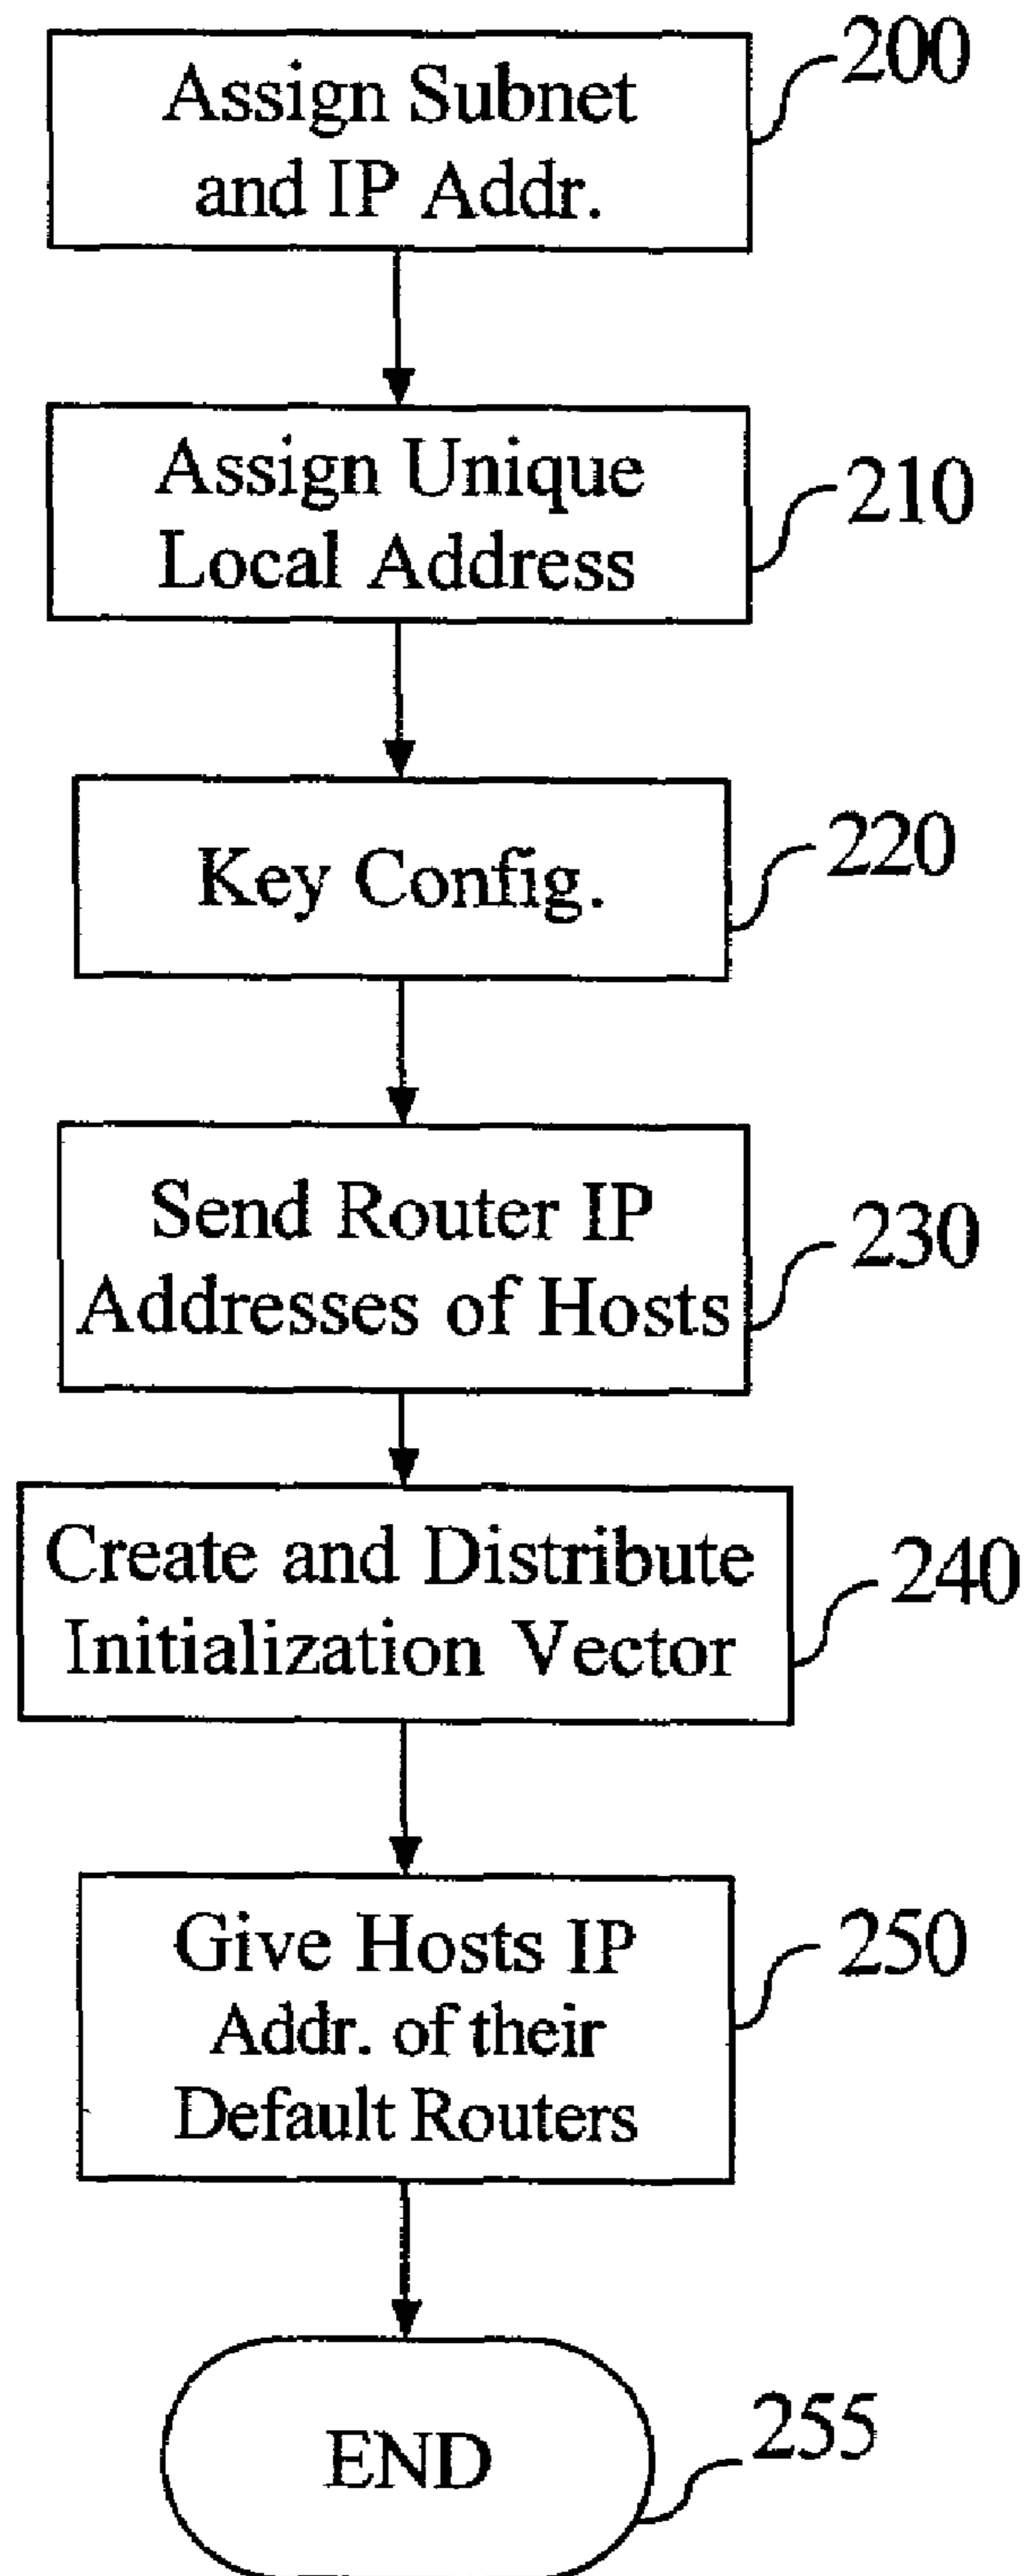 Assign Subnet
and IP Addr.
200
Assign Unique
Local Address
210
Key Config.
220
Send Router IP
Addresses of Hosts
230
Create and Distribute
Initialization Vector
240
Give Hosts IP
Addr. of their
Default Routers
250
END
255